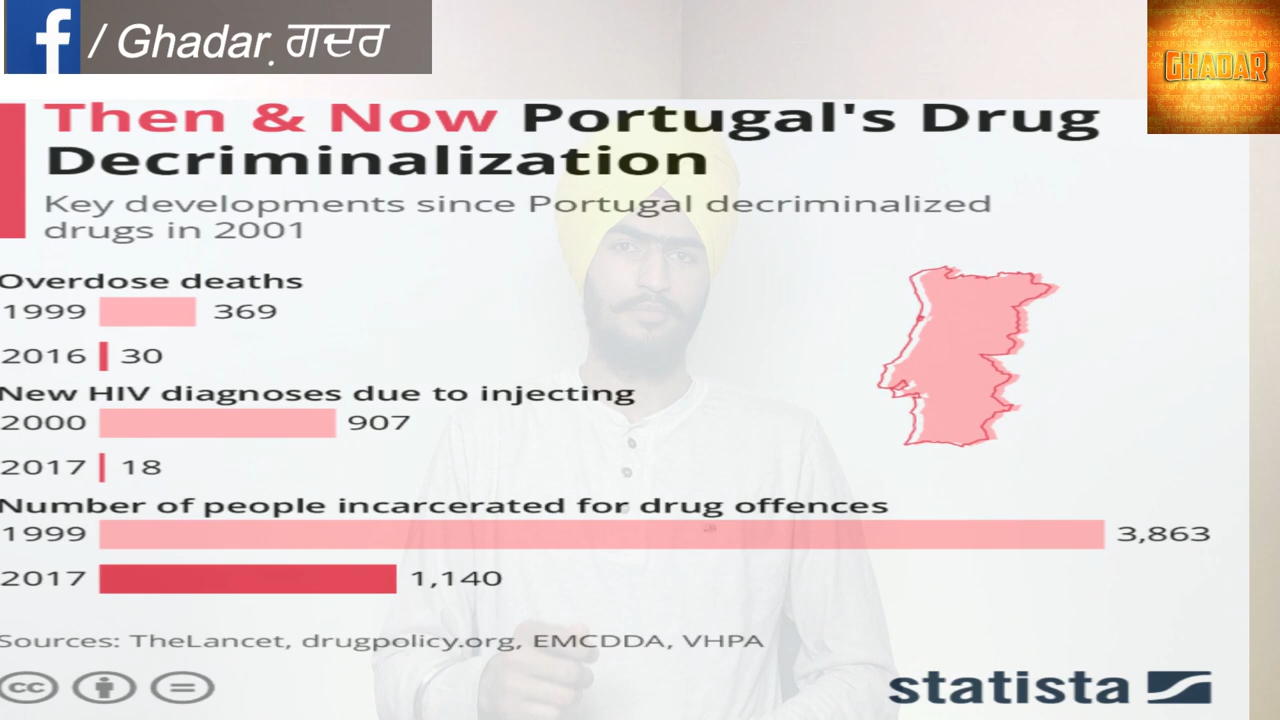 f / Ghadar ਗਦਰ
GHADAR
Then & Now Portugal's Drug
Decriminalization
Key developments since Portugal decriminalized
drugs in 2001
Overdose deaths
1999 369
2016 30
New HIV diagnoses due to injecting
2000 907
2017 18
Number of people incarcerated for drug offences
1999 3,863
2017 1,140
Sources: TheLancet, drugpolicy.org, EMCDDA, VHPA
cc
statista